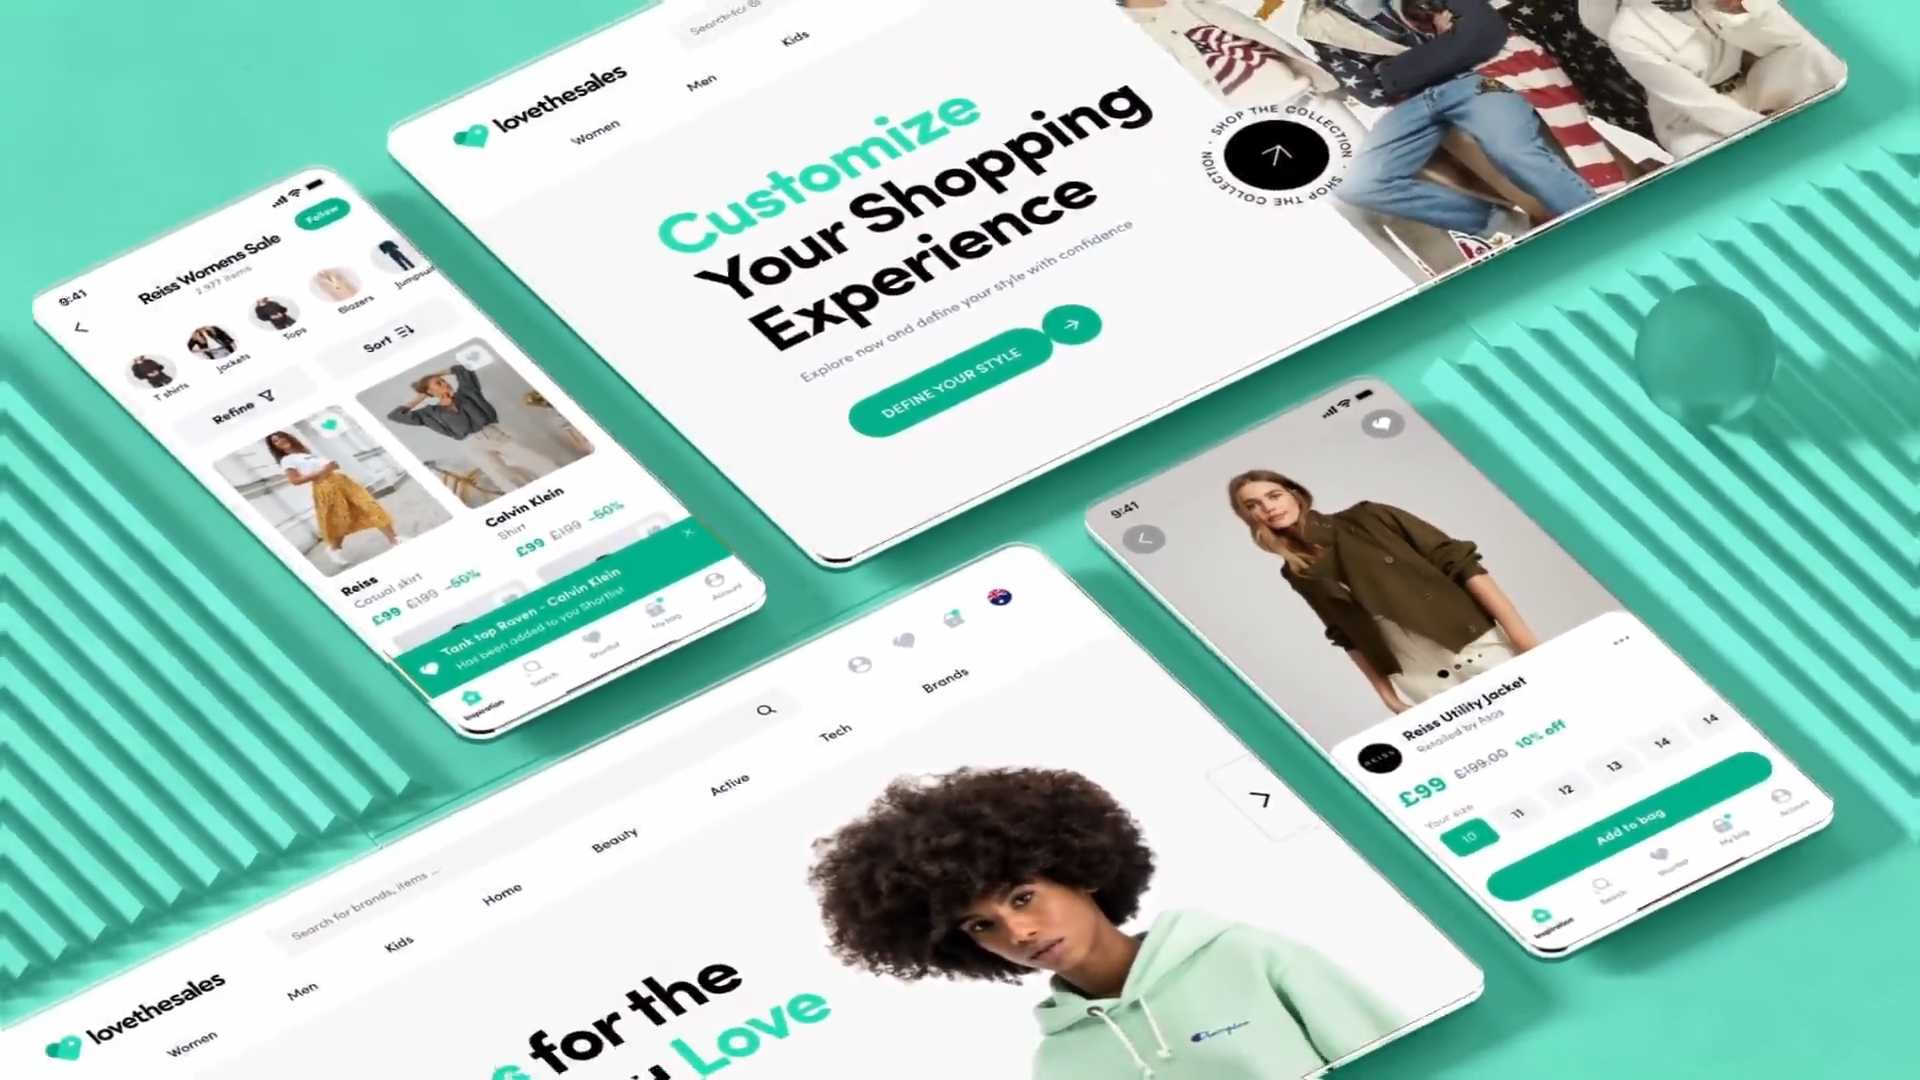 Search for
lovethesales
Women
Men
Kids
Customize
Your Shopping
Experience
Explore now and define your style with confidence
DEFINE YOUR STYLE
SHOP THE COLLECTION · SHOP THE COLLECTION ·
9:41
Follow
Reiss Womens Sale
2 977 items
T shirts
Jackets
Tops
Blazers
Jumpsui
Refine
Sort
Reiss
Casual skirt
£99 £199 -50%
Calvin Klein
Shirt
£99 £199 -50%
Tank top Raven - Calvin Klein
Has been added to you Shortlist
Inspiration
Search
Shortlist
My bag
Account
9:41
REISS
Reiss Utility Jacket
Retailed by Asos
£99 £199.00 10% off
Your size
10
11
12
13
14
14
Add to bag
Inspiration
Search
Shortlist
My bag
Account
lovethesales
Search for brands, items ...
Women
Men
Kids
Home
Beauty
Active
Tech
Brands
s for the
u Love
Champion